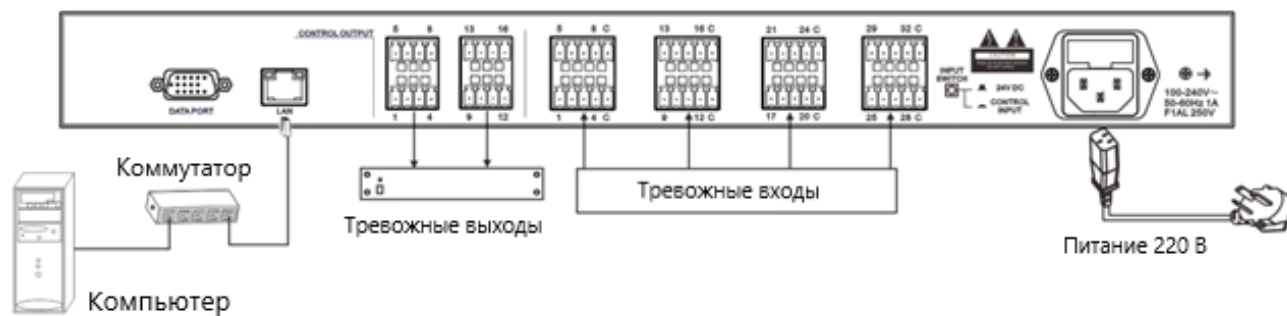 5 8 13 16 5 8 C 13 16 C 21 24 C 29 32 C
CONTROL OUTPUT
INPUT SWITCH
24V DC
CONTROL INPUT
100-240V~
50-60Hz 1A
F1AL 250V
DATA PORT
LAN
1 4 9 12 1 4 C 9 12 C 17 20 C 25 28 C
Коммутатор
Тревожные входы
Тревожные выходы
Питание 220 В
Компьютер